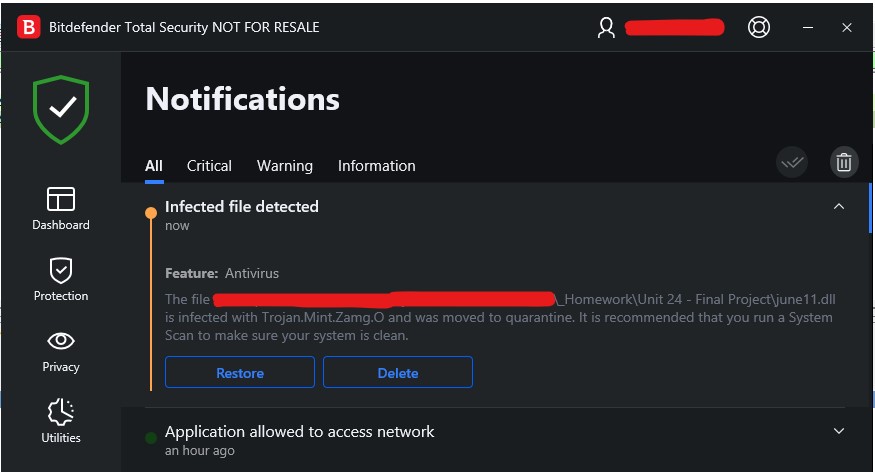 B Bitdefender Total Security NOT FOR RESALE
Notifications
All Critical Warning Information
Dashboard
Protection
Privacy
Utilities
Infected file detected
now
Feature: Antivirus
The file \_Homework\Unit 24 - Final Project\june11.dll
is infected with Trojan.Mint.Zamg.O and was moved to quarantine. It is recommended that you run a System
Scan to make sure your system is clean.
Restore Delete
Application allowed to access network
an hour ago